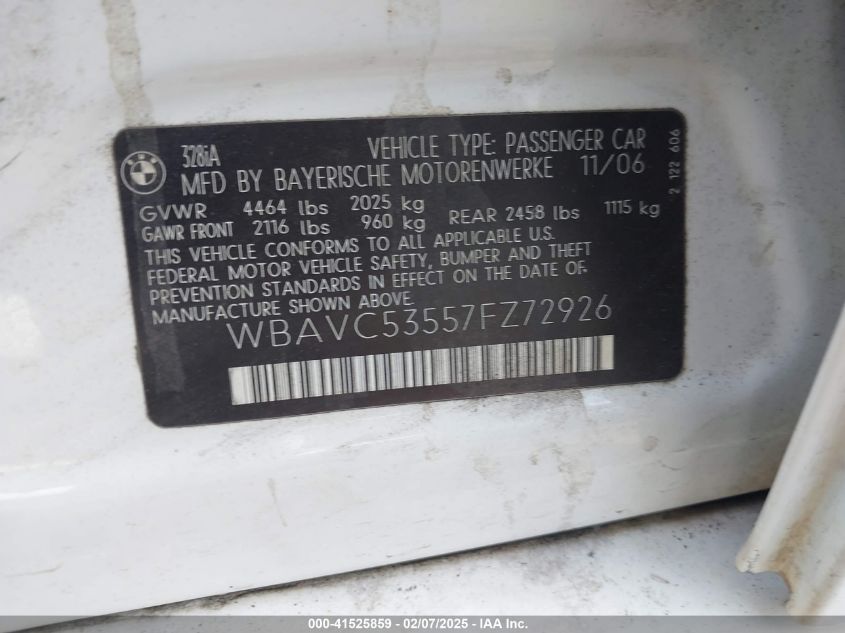 BMW
328iA VEHICLE TYPE: PASSENGER CAR
MFD BY BAYERISCHE MOTORENWERKE 11/06
GVWR 4464 lbs 2025 kg
GAWR FRONT 2116 lbs 960 kg REAR 2458 lbs 1115 kg
THIS VEHICLE CONFORMS TO ALL APPLICABLE U.S.
FEDERAL MOTOR VEHICLE SAFETY, BUMPER AND THEFT
PREVENTION STANDARDS IN EFFECT ON THE DATE OF
MANUFACTURE SHOWN ABOVE.
WBAVC53557FZ72926
2 122 606
000-41525859 - 02/07/2025 - IAAI.com